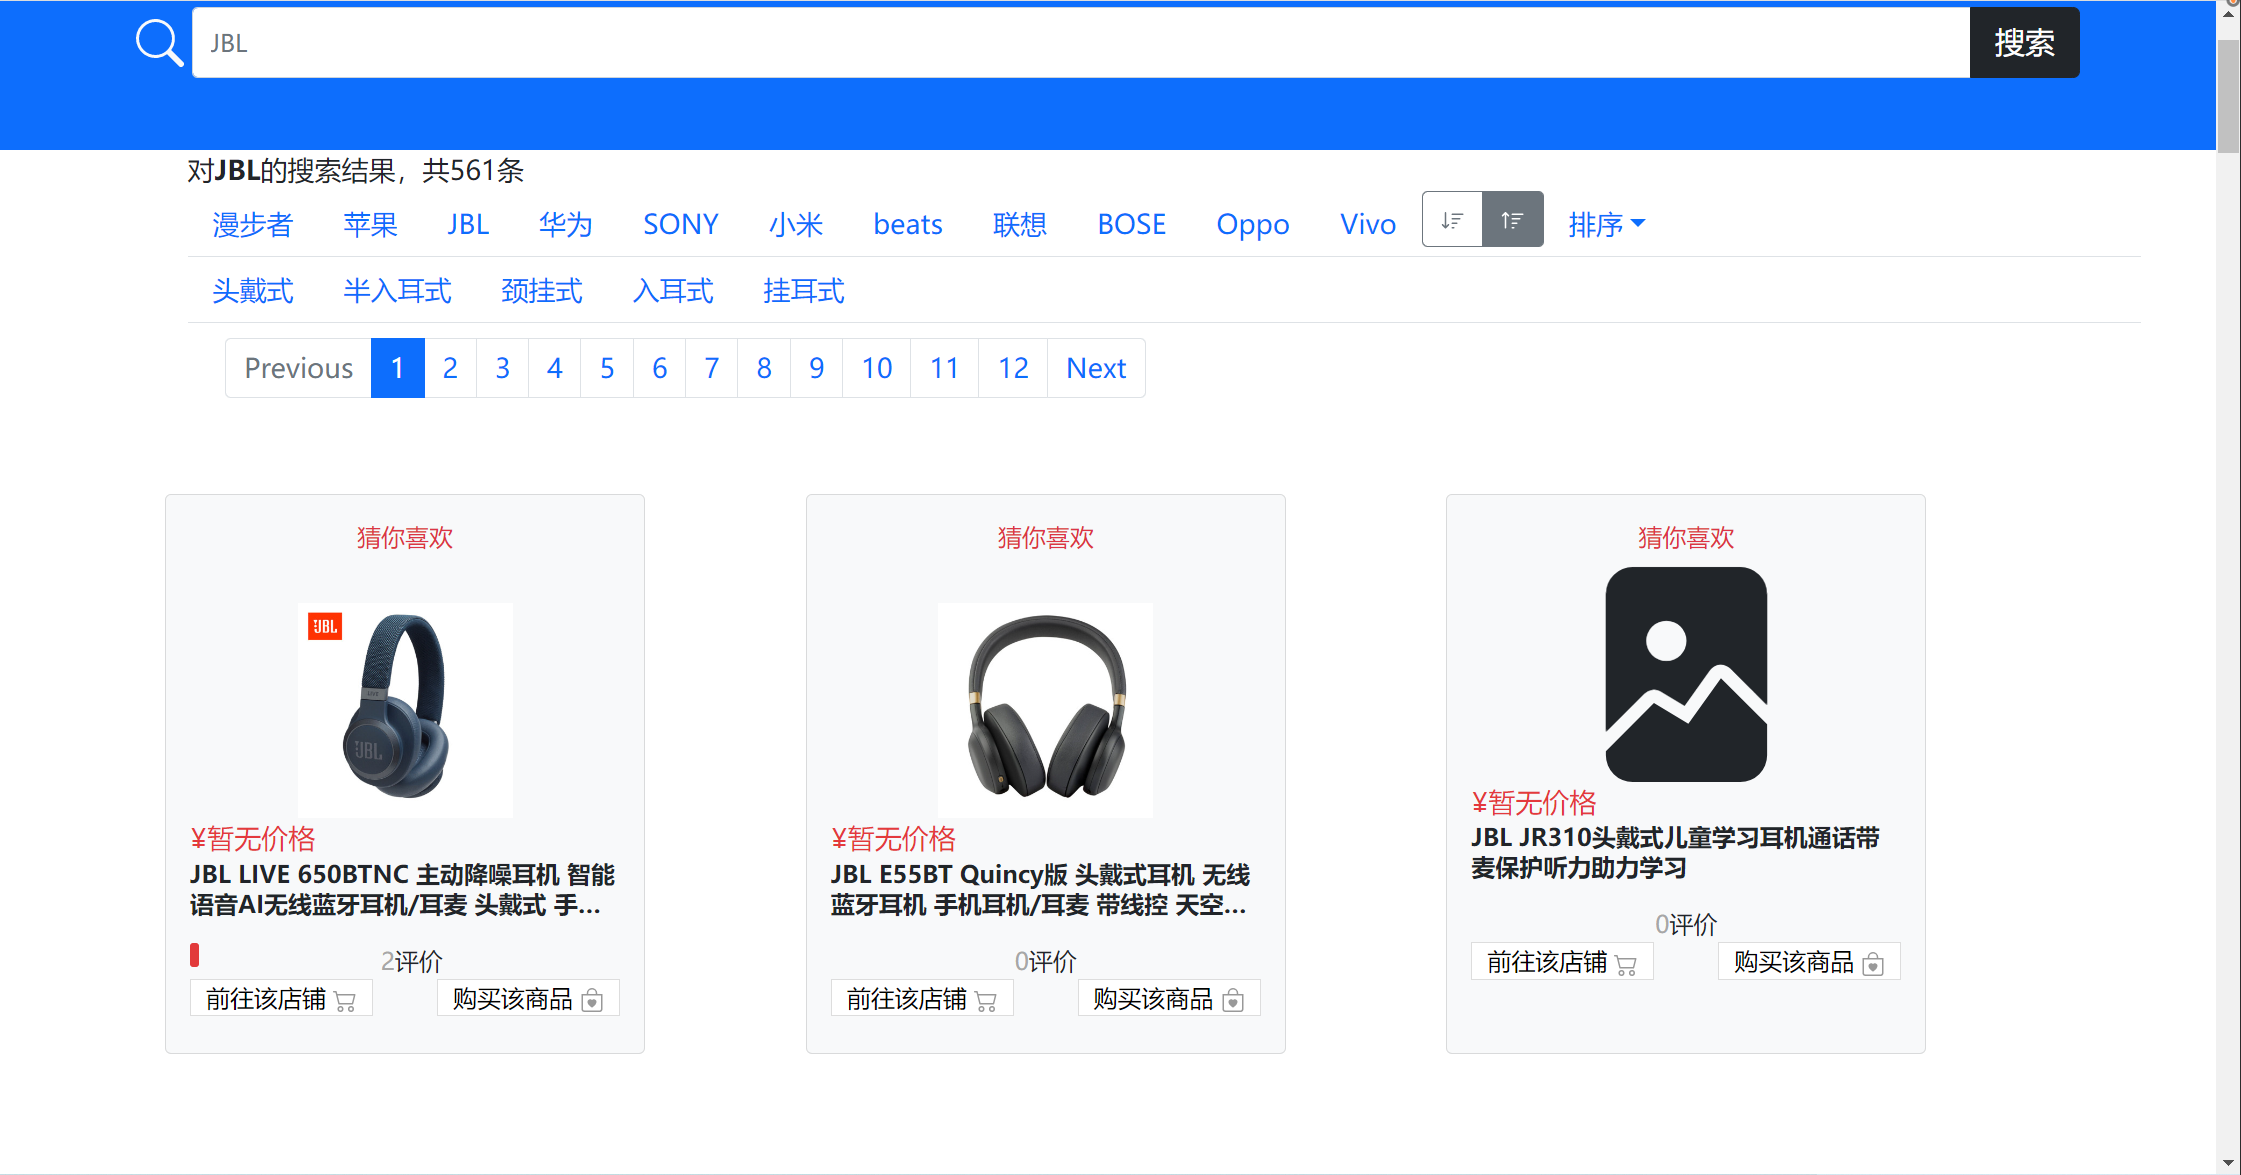 JBL
搜索
对JBL的搜索结果，共561条
漫步者 苹果 JBL 华为 SONY 小米 beats 联想 BOSE Oppo Vivo 排序
头戴式 半入耳式 颈挂式 入耳式 挂耳式
Previous 1 2 3 4 5 6 7 8 9 10 11 12 Next
猜你喜欢
JBL
LIVE
JBL
¥暂无价格
JBL LIVE 650BTNC 主动降噪耳机 智能
语音AI无线蓝牙耳机/耳麦 头戴式 手...
2评价
前往该店铺 购买该商品
猜你喜欢
¥暂无价格
JBL E55BT Quincy版 头戴式耳机 无线
蓝牙耳机 手机耳机/耳麦 带线控 天空...
0评价
前往该店铺 购买该商品
猜你喜欢
¥暂无价格
JBL JR310头戴式儿童学习耳机通话带
麦保护听力助力学习
0评价
前往该店铺 购买该商品